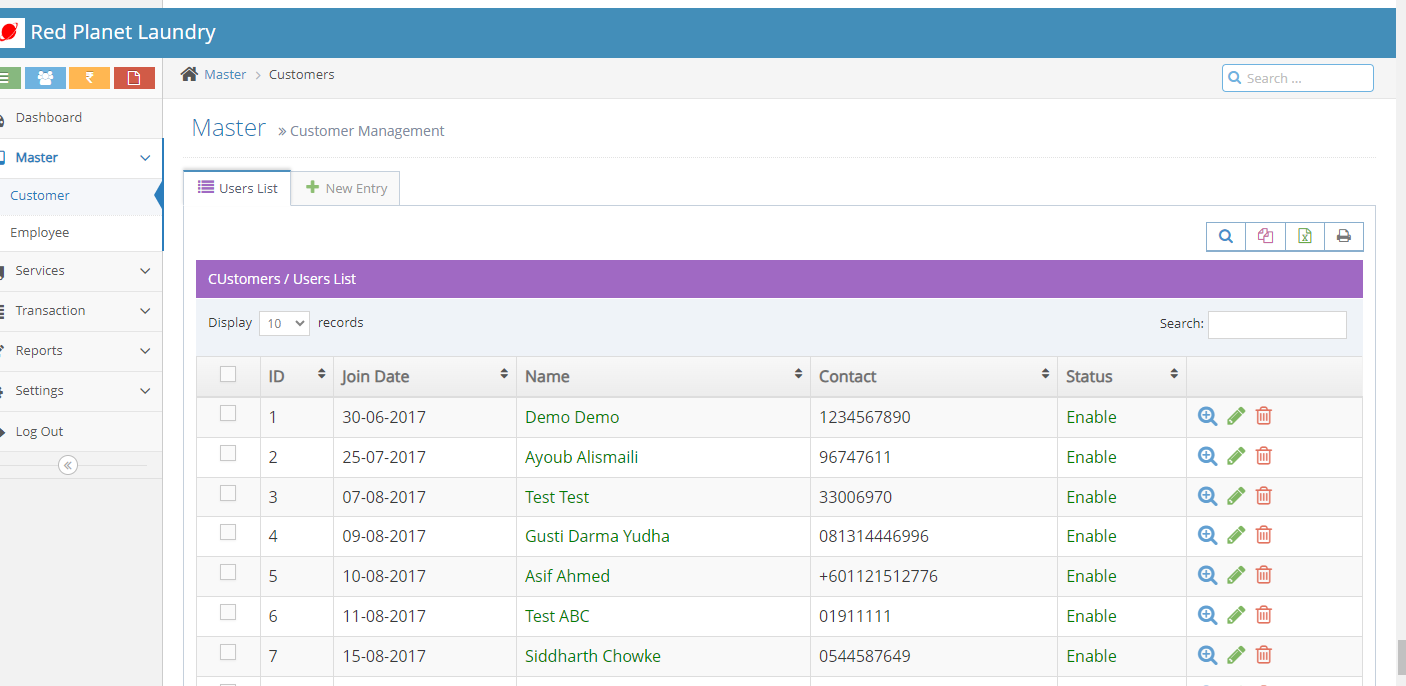 Red Planet Laundry
Master > Customers
Search ...
Dashboard
Master
Customer
Employee
Services
Transaction
Reports
Settings
Log Out
Master » Customer Management
Users List
New Entry
CUstomers / Users List
Display 10 records
Search:
ID Join Date Name Contact Status
1 30-06-2017 Demo Demo 1234567890 Enable
2 25-07-2017 Ayoub Alismaili 96747611 Enable
3 07-08-2017 Test Test 33006970 Enable
4 09-08-2017 Gusti Darma Yudha 081314446996 Enable
5 10-08-2017 Asif Ahmed +601121512776 Enable
6 11-08-2017 Test ABC 01911111 Enable
7 15-08-2017 Siddharth Chowke 0544587649 Enable